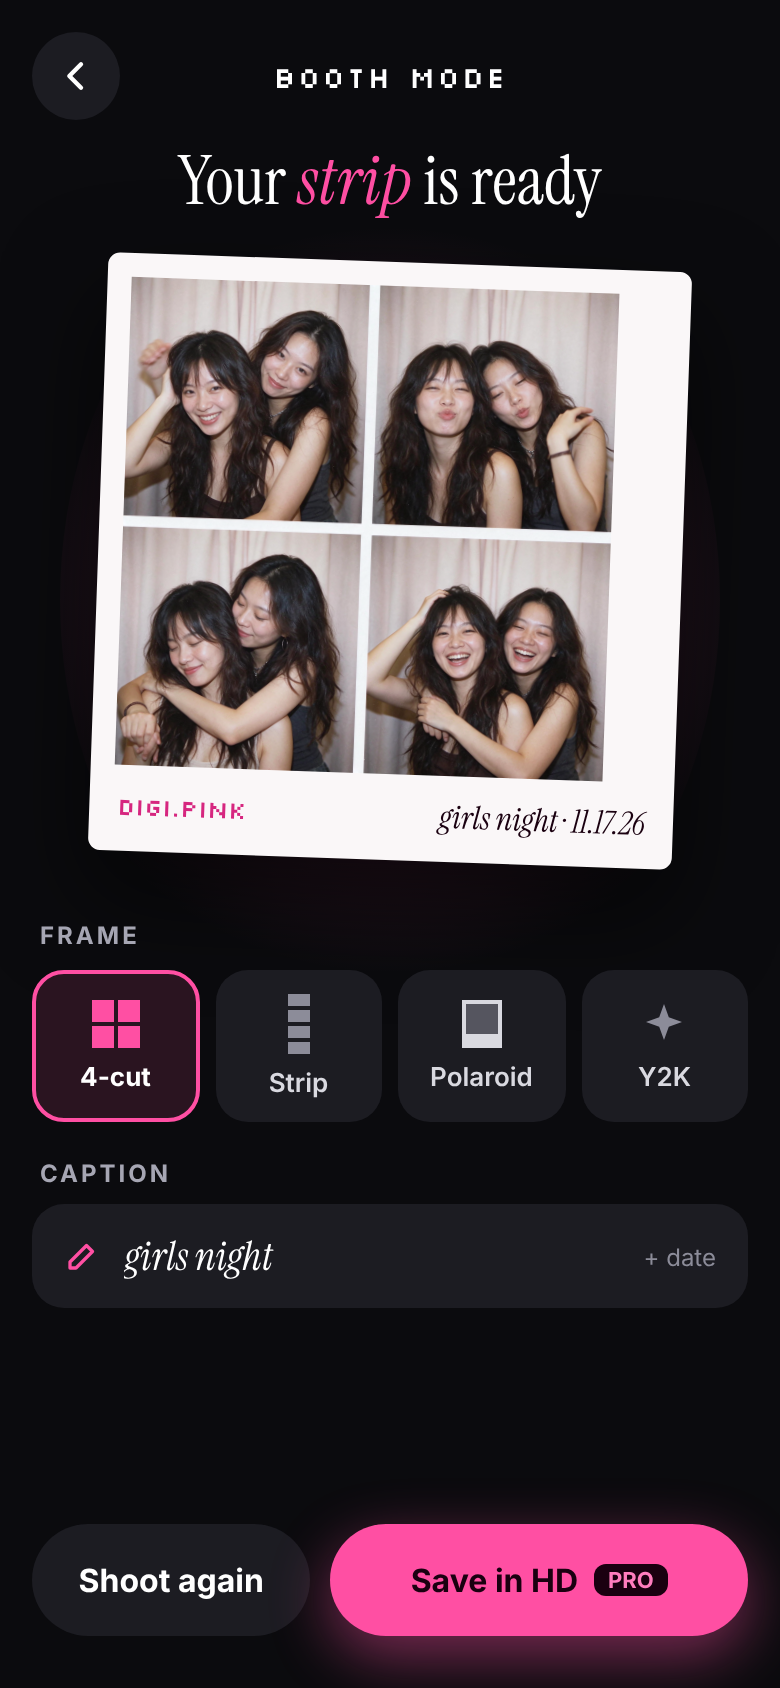 BOOTH MODE
Your strip is ready
DIGI.PINK
girls night · 11.17.26
FRAME
4-cut
Strip
Polaroid
Y2K
CAPTION
girls night
+ date
Shoot again
Save in HD PRO